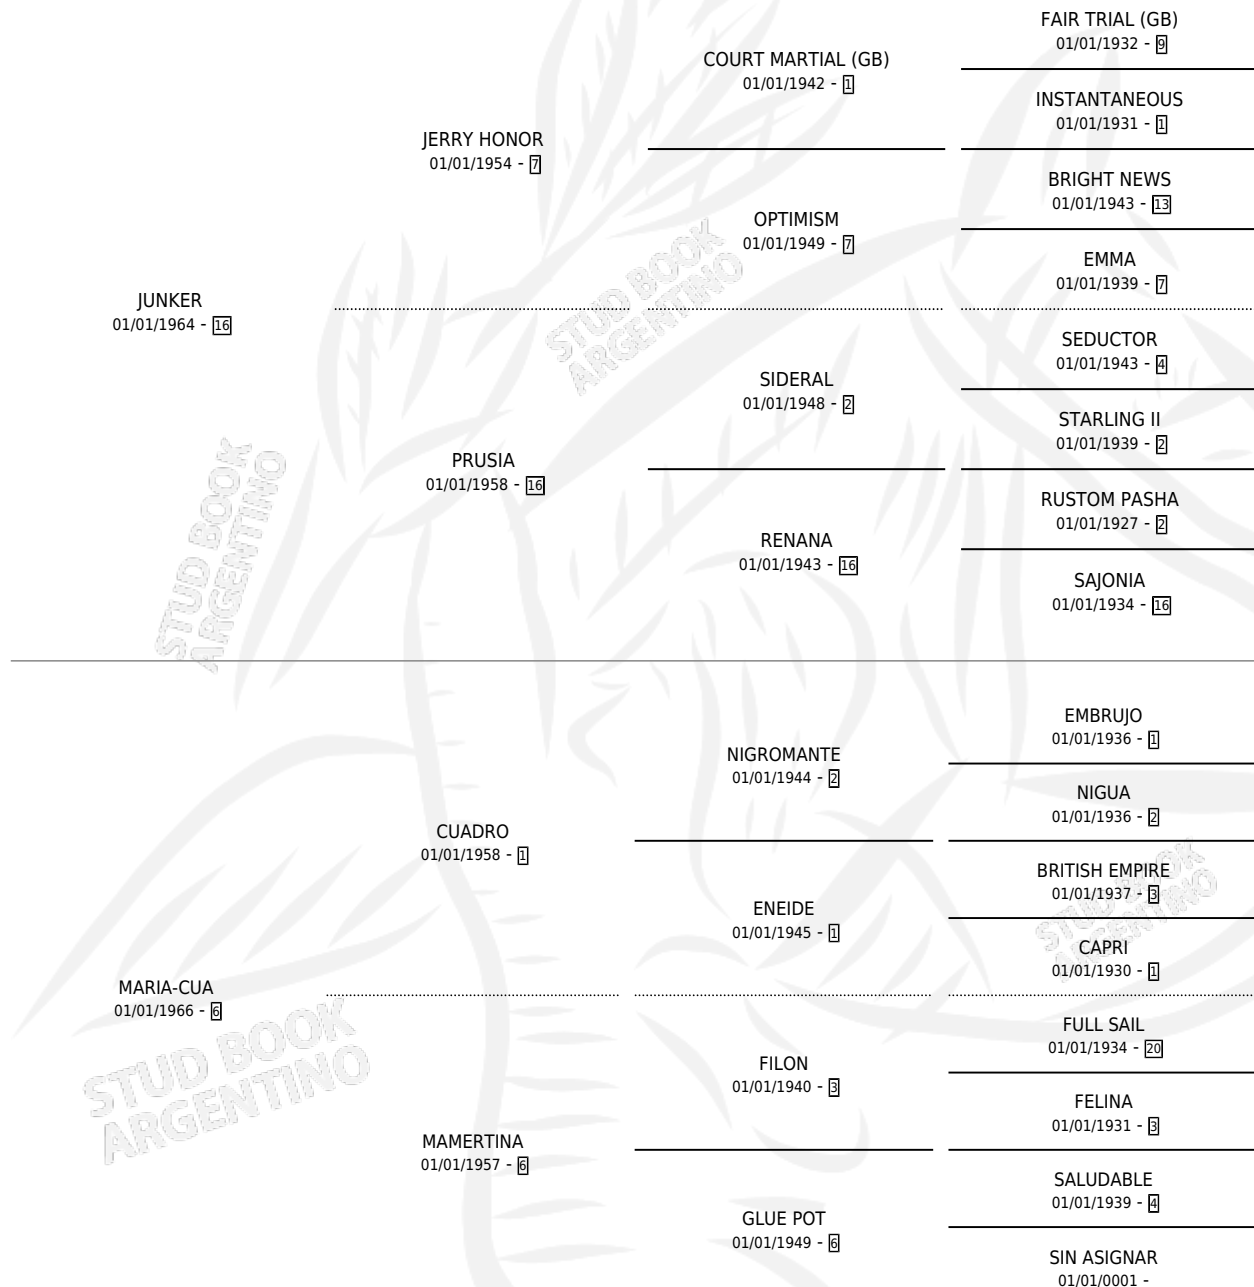 FAIR TRIAL (GB)
01/01/1932 - 9
COURT MARTIAL (GB)
01/01/1942 - 1
INSTANTANEOUS
01/01/1931 - 1
JERRY HONOR
01/01/1954 - 7
BRIGHT NEWS
01/01/1943 - 13
OPTIMISM
01/01/1949 - 7
EMMA
01/01/1939 - 7
JUNKER
01/01/1964 - 16
SEDUCTOR
01/01/1943 - 4
SIDERAL
01/01/1948 - 2
STARLING II
01/01/1939 - 2
PRUSIA
01/01/1958 - 16
RUSTOM PASHA
01/01/1927 - 2
RENANA
01/01/1943 - 16
SAJONIA
01/01/1934 - 16
EMBRUJO
01/01/1936 - 1
NIGROMANTE
01/01/1944 - 2
NIGUA
01/01/1936 - 2
CUADRO
01/01/1958 - 1
BRITISH EMPIRE
01/01/1937 - 3
ENEIDE
01/01/1945 - 1
CAPRI
01/01/1930 - 1
MARIA-CUA
01/01/1966 - 6
FULL SAIL
01/01/1934 - 20
FILON
01/01/1940 - 3
FELINA
01/01/1931 - 3
MAMERTINA
01/01/1957 - 6
SALUDABLE
01/01/1939 - 4
GLUE POT
01/01/1949 - 6
SIN ASIGNAR
01/01/0001 -
STUD BOOK
ARGENTINO
STUD BOOK
ARGENTINO
STUD BOOK
ARGENTINO
STUD BOOK
ARGENTINO